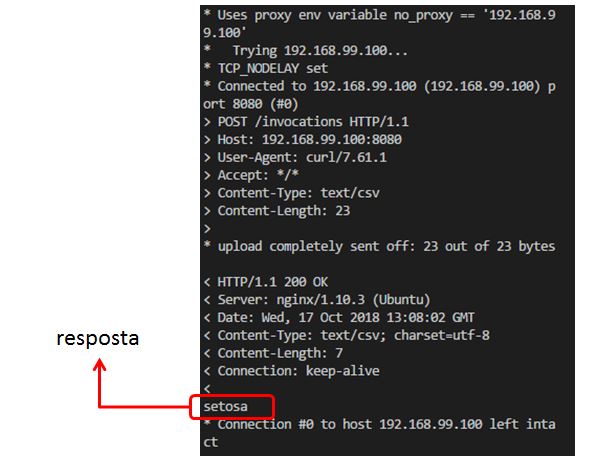 * Uses proxy env variable no_proxy == '192.168.9
9.100'
*   Trying 192.168.99.100...
* TCP_NODELAY set
* Connected to 192.168.99.100 (192.168.99.100) p
ort 8080 (#0)
> POST /invocations HTTP/1.1
> Host: 192.168.99.100:8080
> User-Agent: curl/7.61.1
> Accept: */*
> Content-Type: text/csv
> Content-Length: 23
>
* upload completely sent off: 23 out of 23 bytes
< HTTP/1.1 200 OK
< Server: nginx/1.10.3 (Ubuntu)
< Date: Wed, 17 Oct 2018 13:08:02 GMT
< Content-Type: text/csv; charset=utf-8
< Content-Length: 7
< Connection: keep-alive
<
resposta
setosa
* Connection #0 to host 192.168.99.100 left inta
ct